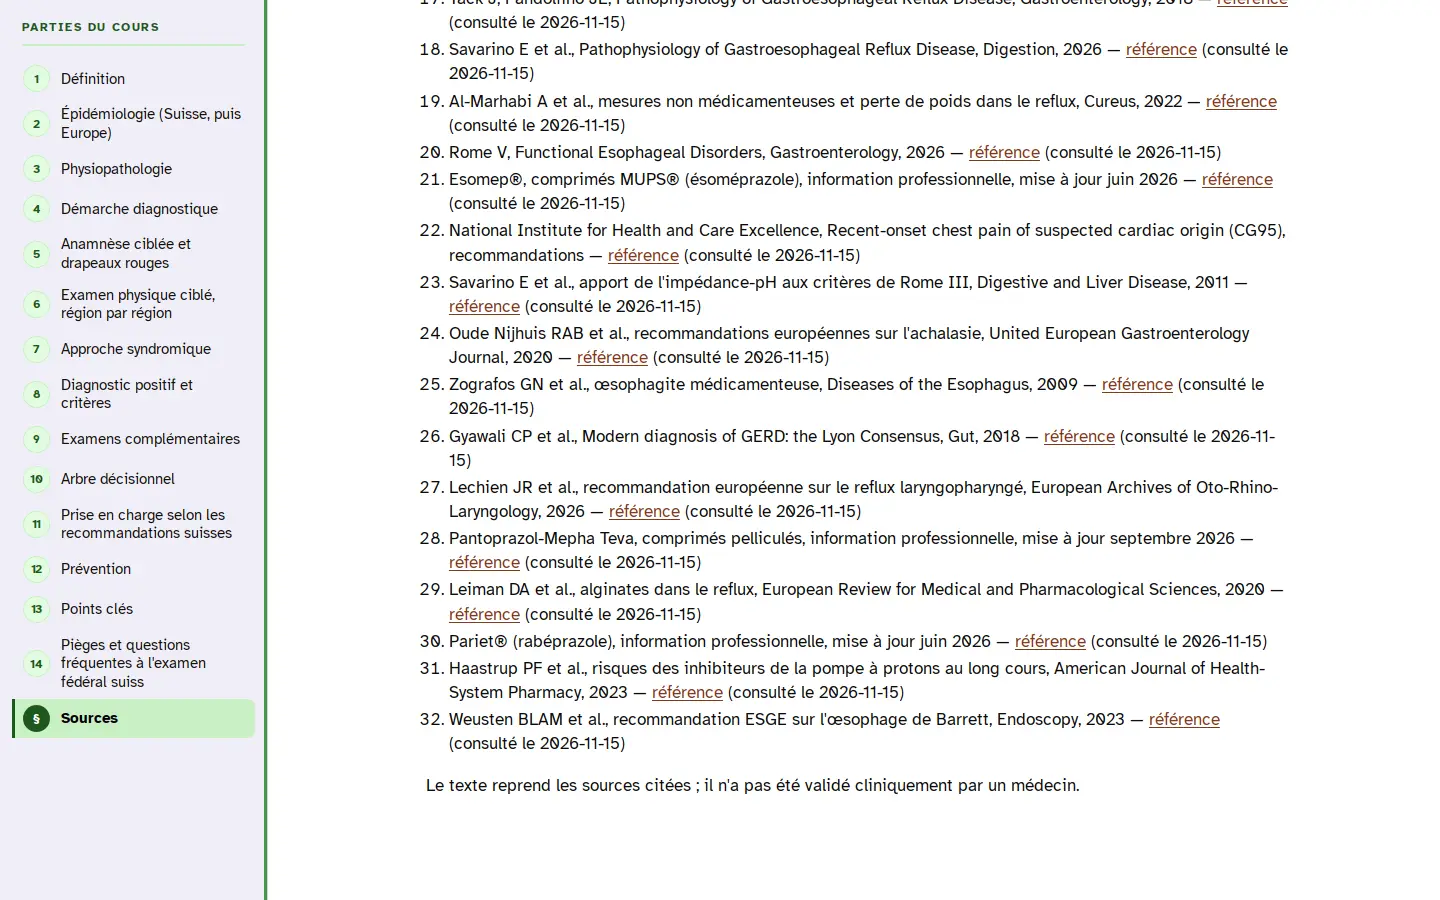 PARTIES DU COURS
1 Définition
2 Épidémiologie (Suisse, puis
Europe)
3 Physiopathologie
4 Démarche diagnostique
5 Anamnèse ciblée et
drapeaux rouges
6 Examen physique ciblé,
région par région
7 Approche syndromique
8 Diagnostic positif et
critères
9 Examens complémentaires
10 Arbre décisionnel
11 Prise en charge selon les
recommandations suisses
12 Prévention
13 Points clés
14 Pièges et questions
fréquentes à l'examen
fédéral suiss
§ Sources
17. Yack J, Pandolfino JE, Pathophysiology of Gastroesophageal Reflux Disease, Gastroenterology, 2018 — référence
(consulté le 2026-11-15)
18. Savarino E et al., Pathophysiology of Gastroesophageal Reflux Disease, Digestion, 2026 — référence (consulté le
2026-11-15)
19. Al-Marhabi A et al., mesures non médicamenteuses et perte de poids dans le reflux, Cureus, 2022 — référence
(consulté le 2026-11-15)
20. Rome V, Functional Esophageal Disorders, Gastroenterology, 2026 — référence (consulté le 2026-11-15)
21. Esomep®, comprimés MUPS® (ésoméprazole), information professionnelle, mise à jour juin 2026 — référence
(consulté le 2026-11-15)
22. National Institute for Health and Care Excellence, Recent-onset chest pain of suspected cardiac origin (CG95),
recommandations — référence (consulté le 2026-11-15)
23. Savarino E et al., apport de l'impédance-pH aux critères de Rome III, Digestive and Liver Disease, 2011 —
référence (consulté le 2026-11-15)
24. Oude Nijhuis RAB et al., recommandations européennes sur l'achalasie, United European Gastroenterology
Journal, 2020 — référence (consulté le 2026-11-15)
25. Zografos GN et al., œsophagite médicamenteuse, Diseases of the Esophagus, 2009 — référence (consulté le
2026-11-15)
26. Gyawali CP et al., Modern diagnosis of GERD: the Lyon Consensus, Gut, 2018 — référence (consulté le 2026-11-
15)
27. Lechien JR et al., recommandation européenne sur le reflux laryngopharyngé, European Archives of Oto-Rhino-
Laryngology, 2026 — référence (consulté le 2026-11-15)
28. Pantoprazol-Mepha Teva, comprimés pelliculés, information professionnelle, mise à jour septembre 2026 —
référence (consulté le 2026-11-15)
29. Leiman DA et al., alginates dans le reflux, European Review for Medical and Pharmacological Sciences, 2020 —
référence (consulté le 2026-11-15)
30. Pariet® (rabéprazole), information professionnelle, mise à jour juin 2026 — référence (consulté le 2026-11-15)
31. Haastrup PF et al., risques des inhibiteurs de la pompe à protons au long cours, American Journal of Health-
System Pharmacy, 2023 — référence (consulté le 2026-11-15)
32. Weusten BLAM et al., recommandation ESGE sur l'œsophage de Barrett, Endoscopy, 2023 — référence
(consulté le 2026-11-15)
Le texte reprend les sources citées ; il n'a pas été validé cliniquement par un médecin.